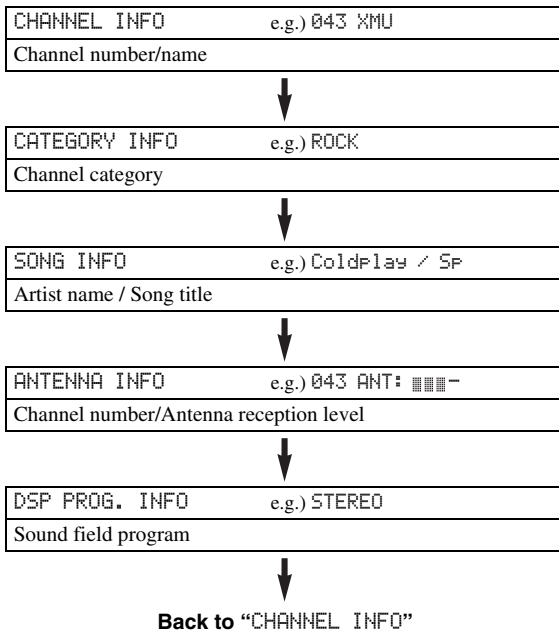 CHANNEL INFO e.g.) 043 XMU
Channel number/name
CATEGORY INFO e.g.) ROCK
Channel category
SONG INFO e.g.) Coldplay / Sp
Artist name / Song title
ANTENNA INFO e.g.) 043 ANT: ▒▒▒-
Channel number/Antenna reception level
DSP PROG. INFO e.g.) STEREO
Sound field program
Back to “CHANNEL INFO”